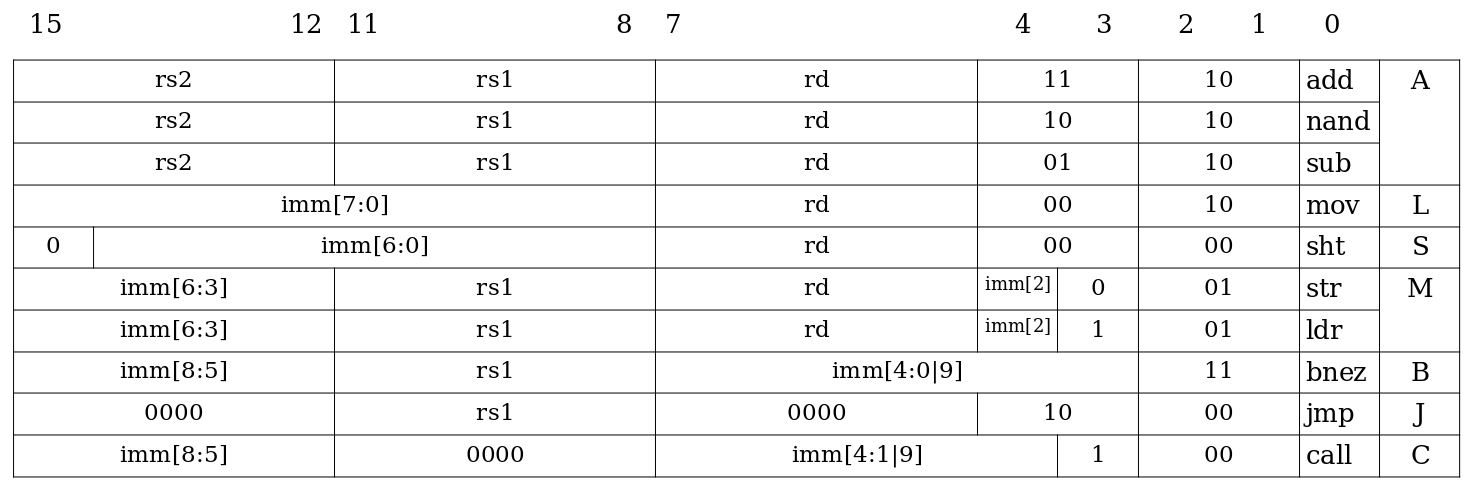 15 12 11 8 7 4 3 2 1 0
rs2 rs1 rd 11 10 add A
rs2 rs1 rd 10 10 nand
rs2 rs1 rd 01 10 sub
imm[7:0] rd 00 10 mov L
0 imm[6:0] rd 00 00 sht S
imm[6:3] rs1 rd imm[2] 0 01 str M
imm[6:3] rs1 rd imm[2] 1 01 ldr
imm[8:5] rs1 imm[4:0|9] 11 bnez B
0000 rs1 0000 10 00 jmp J
imm[8:5] 0000 imm[4:1|9] 1 00 call C